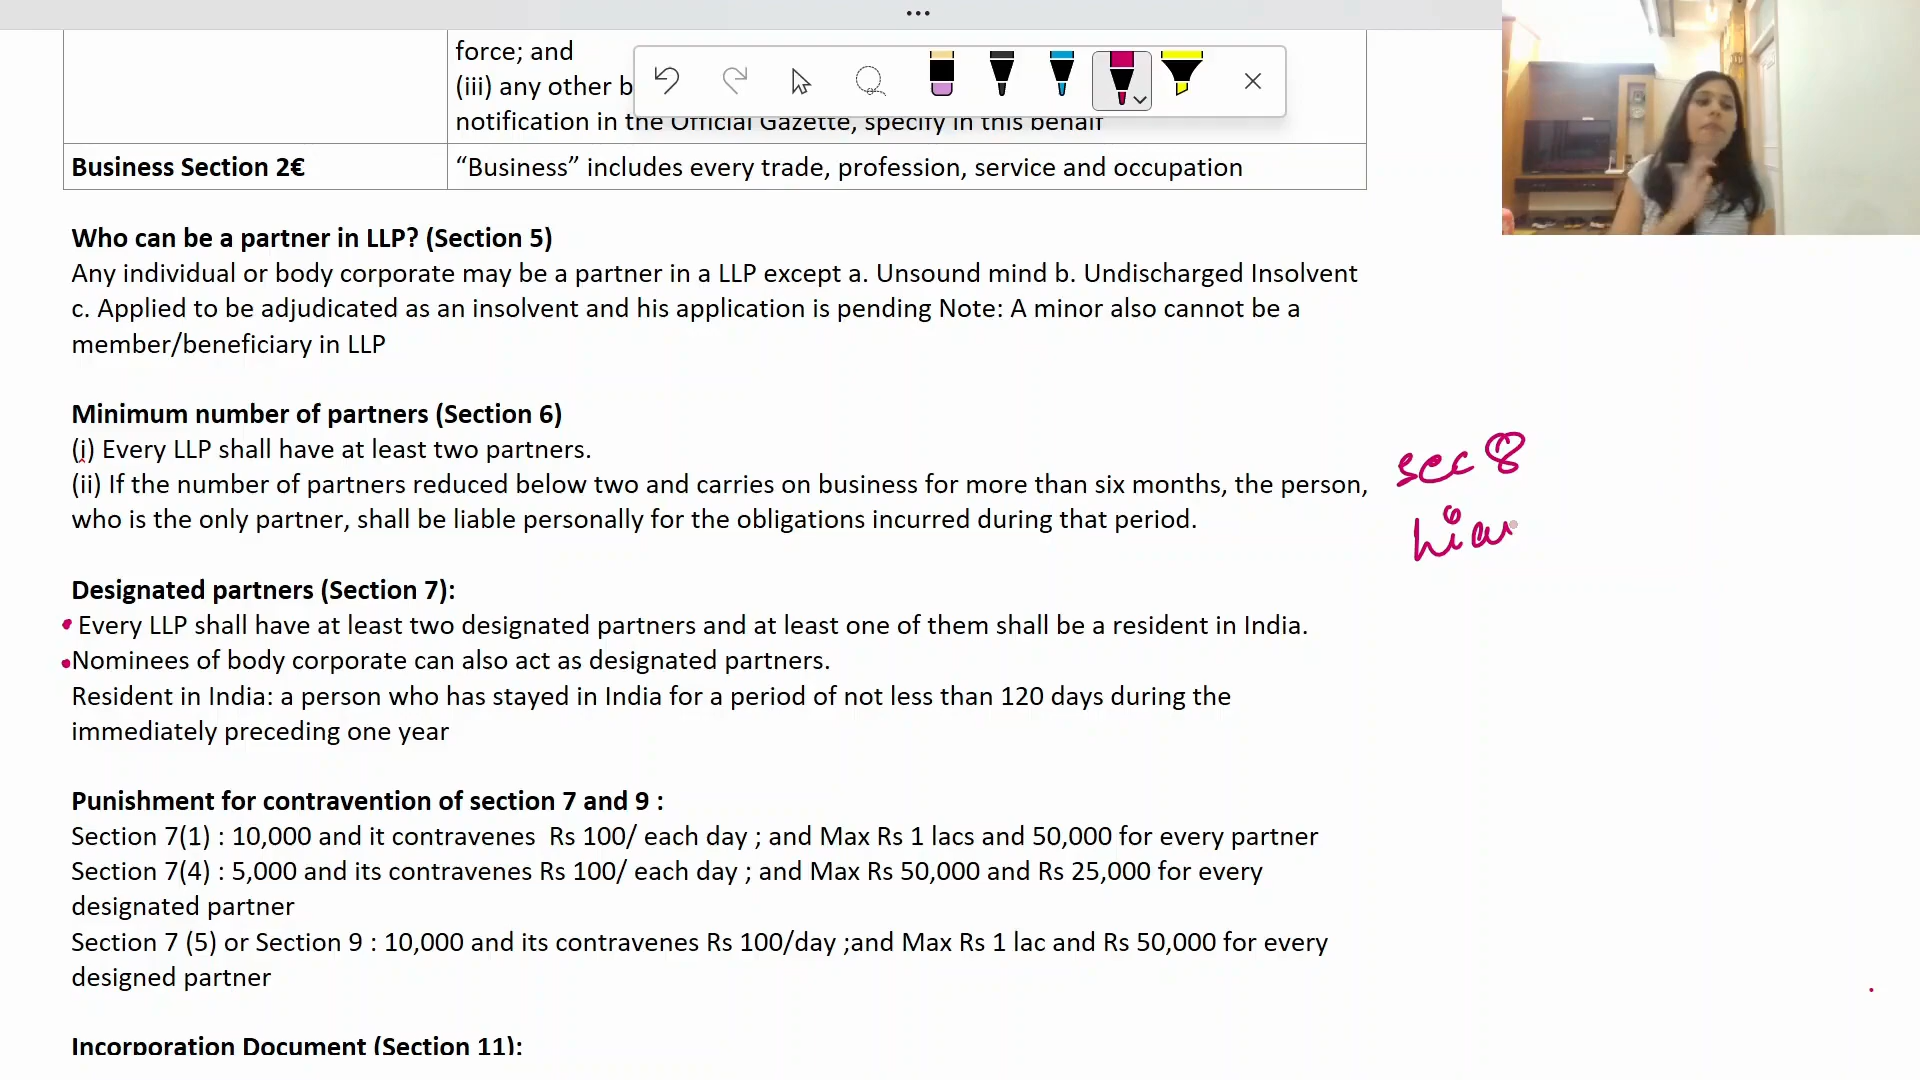 force; and
(iii) any other b
notification in the Official Gazette, specify in this behalf
Business Section 2€
“Business” includes every trade, profession, service and occupation
Who can be a partner in LLP? (Section 5)
Any individual or body corporate may be a partner in a LLP except a. Unsound mind b. Undischarged Insolvent
c. Applied to be adjudicated as an insolvent and his application is pending Note: A minor also cannot be a
member/beneficiary in LLP
Minimum number of partners (Section 6)
(i) Every LLP shall have at least two partners.
(ii) If the number of partners reduced below two and carries on business for more than six months, the person,
who is the only partner, shall be liable personally for the obligations incurred during that period.
sec 8
Designated partners (Section 7):
Every LLP shall have at least two designated partners and at least one of them shall be a resident in India.
Nominees of body corporate can also act as designated partners.
Resident in India: a person who has stayed in India for a period of not less than 120 days during the
immediately preceding one year
Punishment for contravention of section 7 and 9 :
Section 7(1) : 10,000 and it contravenes  Rs 100/ each day ; and Max Rs 1 lacs and 50,000 for every partner
Section 7(4) : 5,000 and its contravenes Rs 100/ each day ; and Max Rs 50,000 and Rs 25,000 for every
designated partner
Section 7 (5) or Section 9 : 10,000 and its contravenes Rs 100/day ;and Max Rs 1 lac and Rs 50,000 for every
designed partner
Incorporation Document (Section 11):